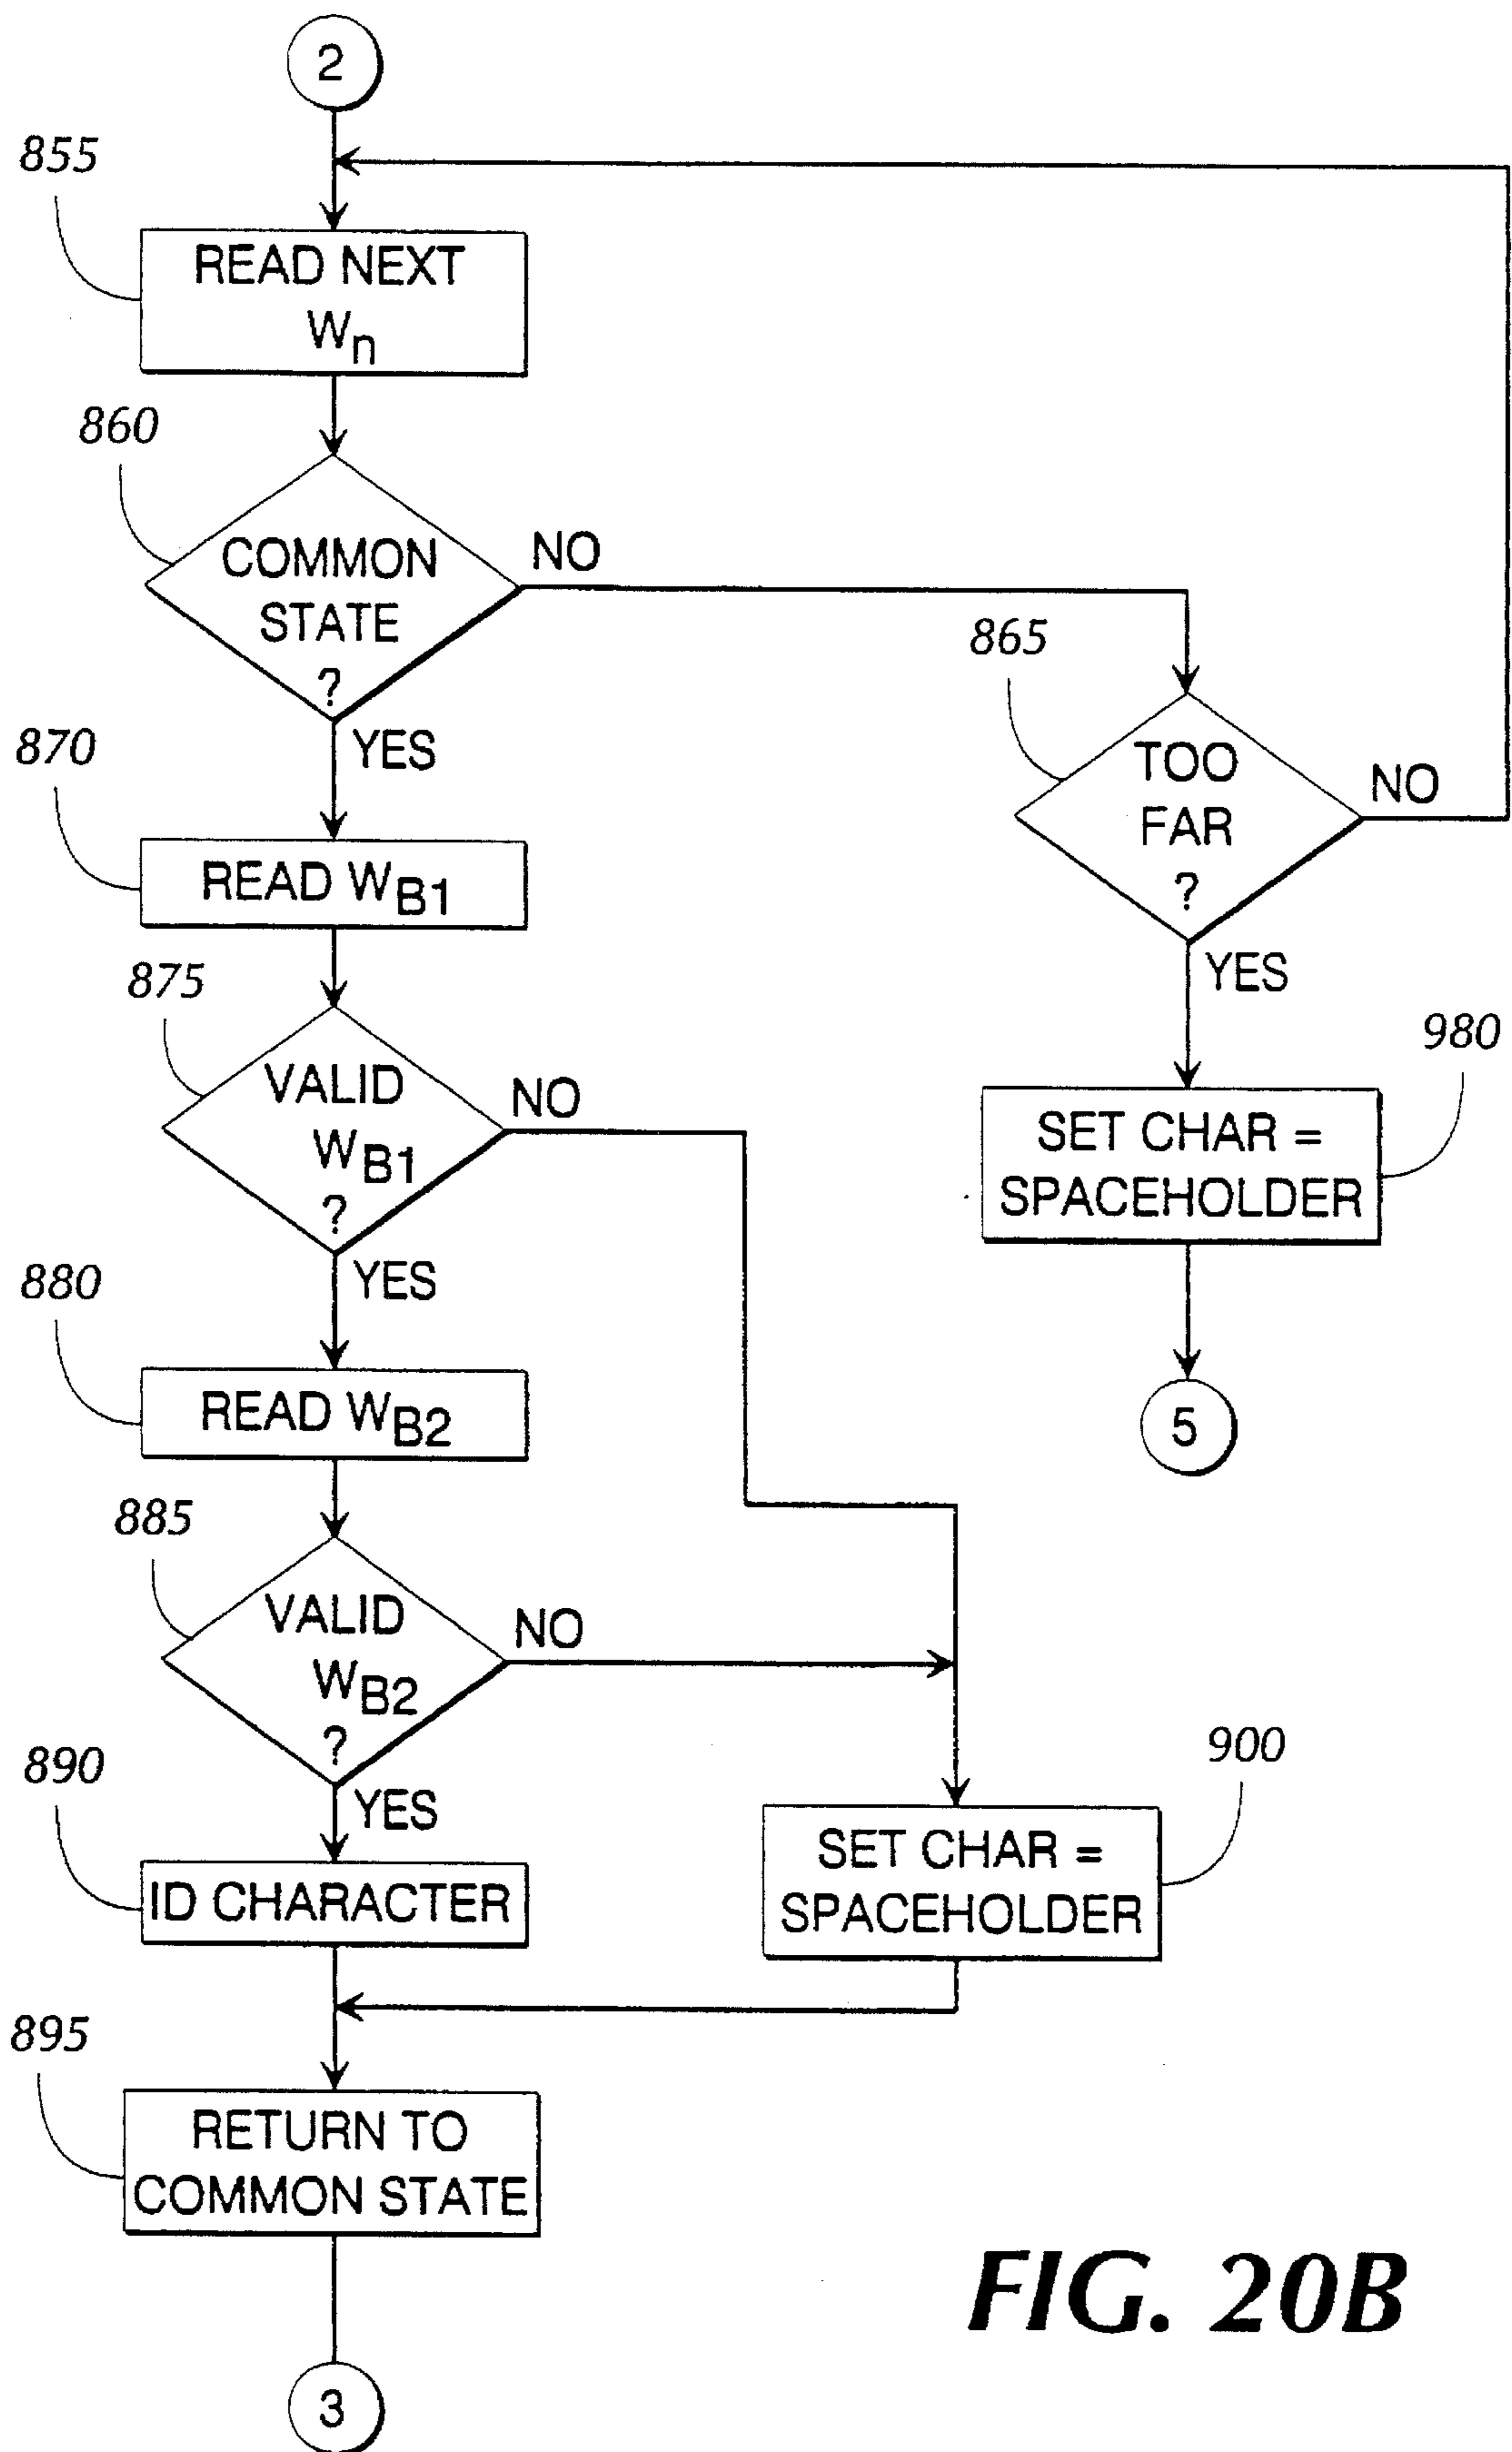 2
855
READ NEXT
Wn
860
COMMON
STATE
?
NO
YES
865
TOO
FAR
?
NO
YES
870
READ WB1
875
VALID
WB1
?
NO
YES
980
SET CHAR =
SPACEHOLDER
5
880
READ WB2
885
VALID
WB2
?
NO
YES
890
ID CHARACTER
900
SET CHAR =
SPACEHOLDER
895
RETURN TO
COMMON STATE
3
FIG. 20B